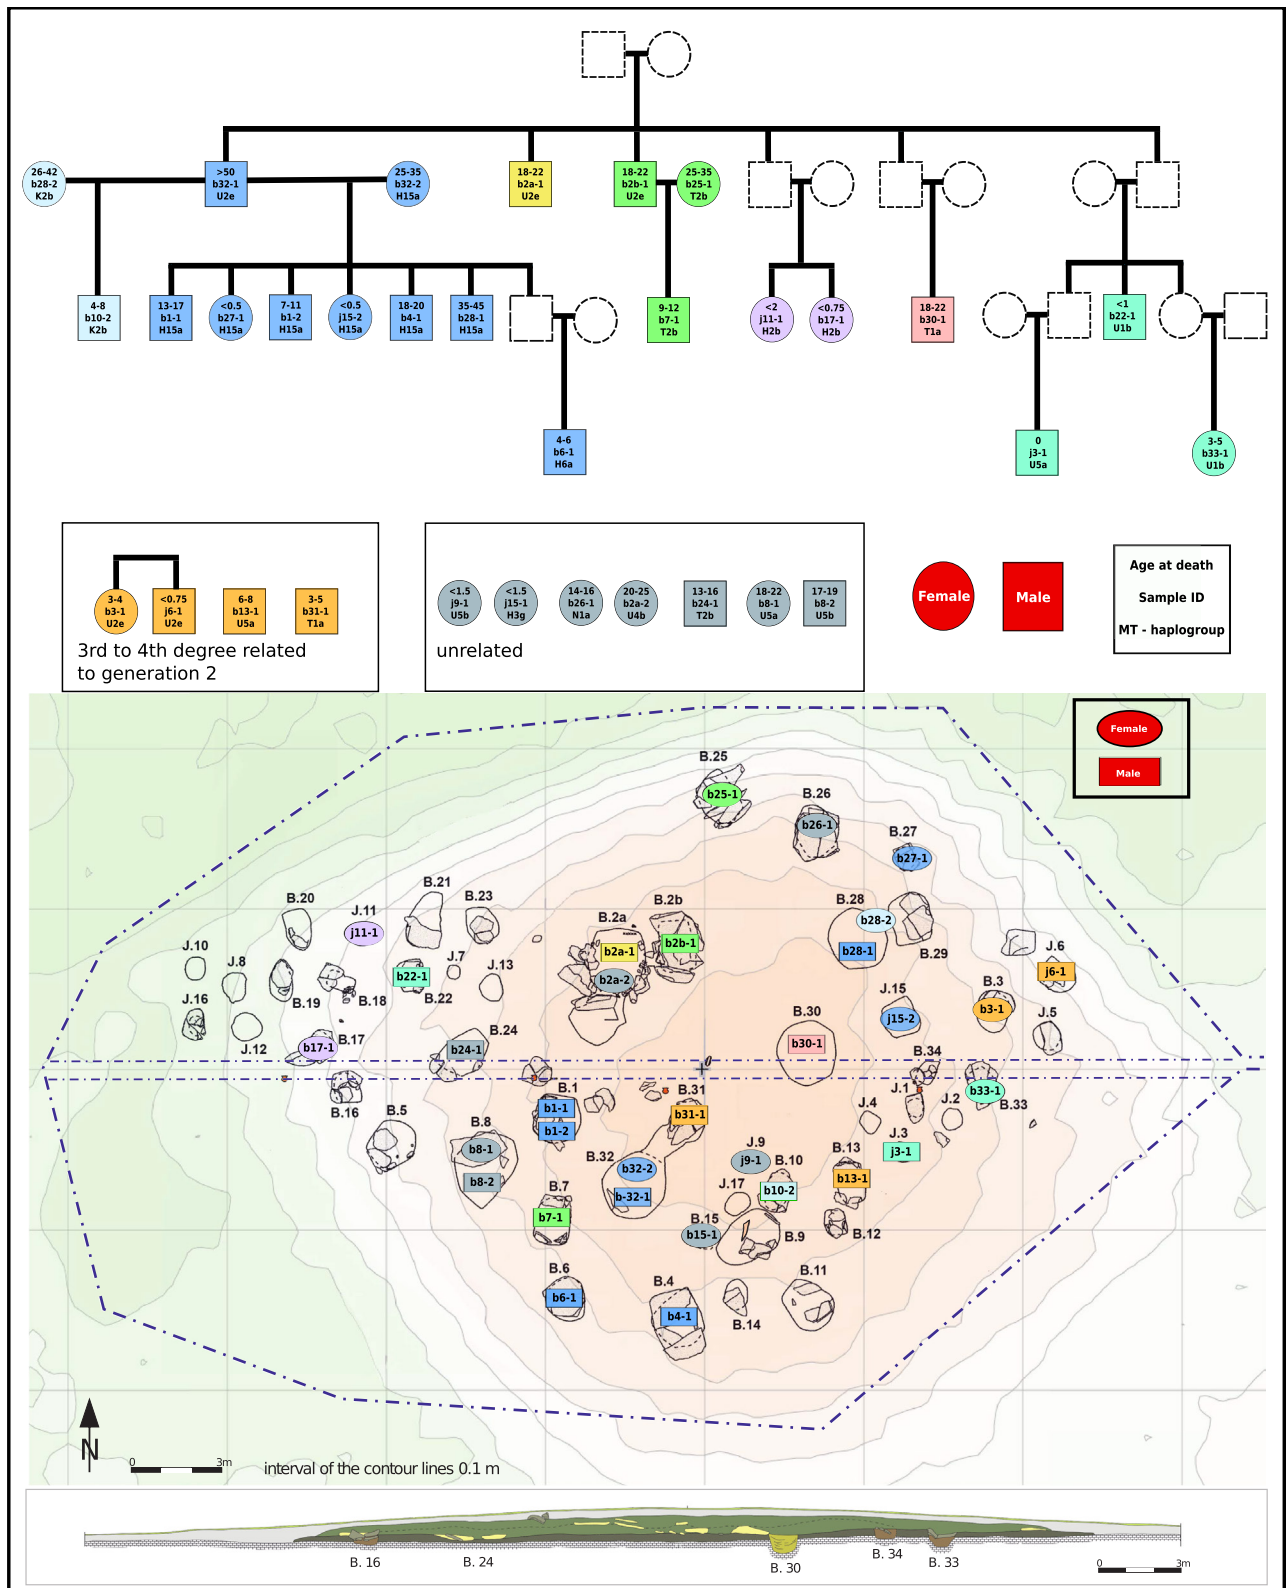 26-42
b28-2
K2b
>50
b32-1
U2e
25-35
b32-2
H15a
18-22
b2a-1
U2e
18-22
b2b-1
U2e
25-35
b25-1
T2b
4-8
b10-2
K2b
13-17
b1-1
H15a
<0.5
b27-1
H15a
7-11
b1-2
H15a
<0.5
j15-2
H15a
18-20
b4-1
H15a
35-45
b28-1
H15a
9-12
b7-1
T2b
<2
j11-1
H2b
<0.75
b17-1
H2b
18-22
b30-1
T1a
<1
b22-1
U1b
4-6
b6-1
H6a
0
j3-1
U5a
3-5
b33-1
U1b
3-4
b3-1
U2e
<0.75
j6-1
U2e
6-8
b13-1
U5a
3-5
b31-1
T1a
3rd to 4th degree related
to generation 2
<1.5
j9-1
U5b
<1.5
j15-1
H3g
14-16
b26-1
N1a
20-25
b2a-2
U4b
13-16
b24-1
T2b
18-22
b8-1
U5a
17-19
b8-2
U5b
unrelated
Female
Male
Age at death
Sample ID
MT - haplogroup
Female
Male
B.25
b25-1
B.26
b26-1
B.27
b27-1
B.20
J.11
j11-1
B.21
B.23
B.2a
b2a-1
b2a-2
B.2b
b2b-1
B.28
b28-2
b28-1
B.29
J.10
J.8
J.7
J.13
J.6
j6-1
B.19
B.18
b22-1
B.22
J.15
j15-2
B.3
b3-1
J.5
J.16
J.12
B.17
b17-1
B.24
b24-1
B.30
b30-1
0
B.34
B.16
B.1
b1-1
b1-2
B.31
b31-1
J.1
b33-1
B.33
J.4
J.2
B.5
B.8
b8-1
b8-2
B.32
b32-2
b-32-1
J.9
j9-1
B.10
b10-2
B.13
b13-1
J.3
j3-1
B.7
b7-1
J.17
B.15
b15-1
B.9
B.12
B.6
b6-1
B.4
b4-1
B.14
B.11
N
0 3m
interval of the contour lines 0.1 m
B. 16
B. 24
B. 30
B. 34
B. 33
0 3m